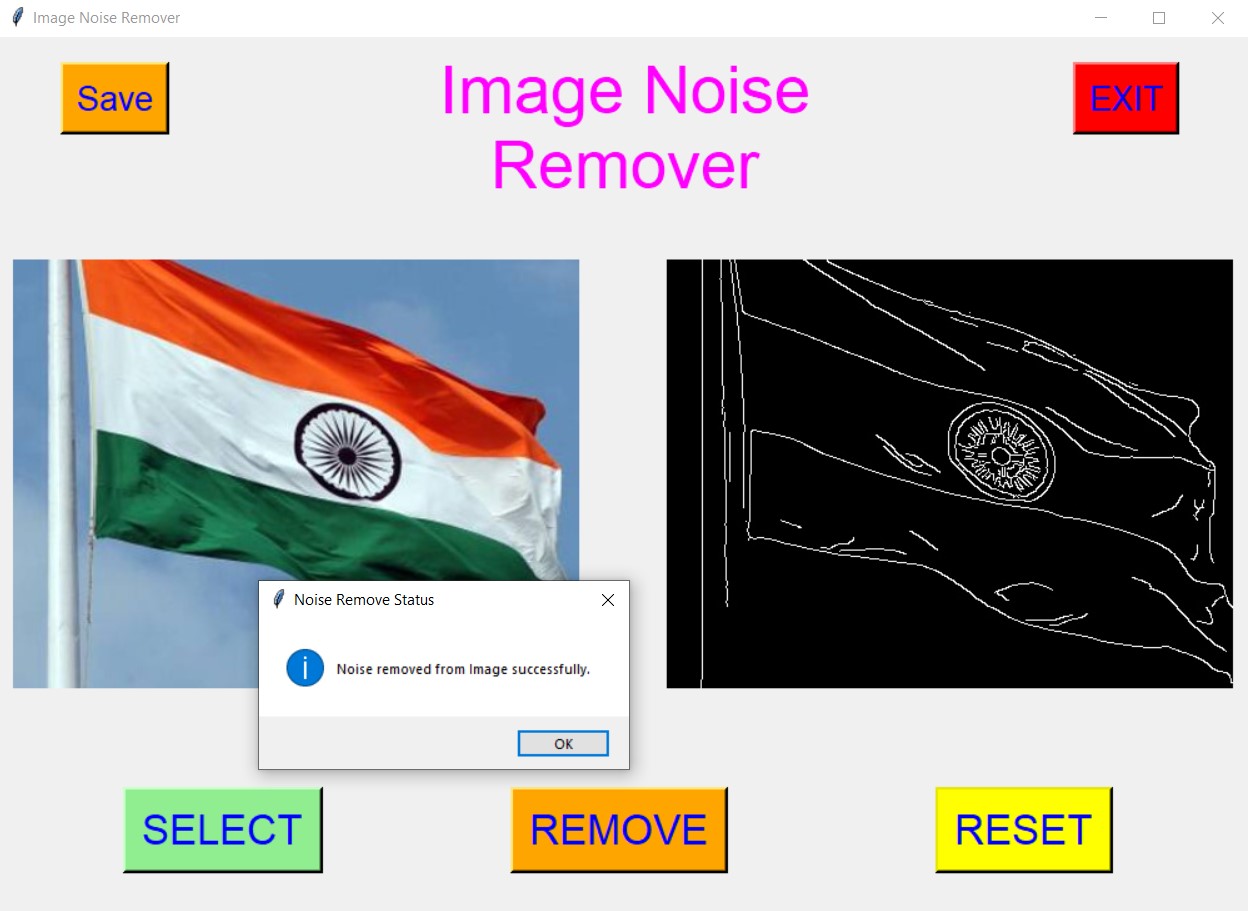 Image Noise Remover
Save
Image Noise
Remover
EXIT
Noise Remove Status
Noise removed from Image successfully.
OK
SELECT
REMOVE
RESET